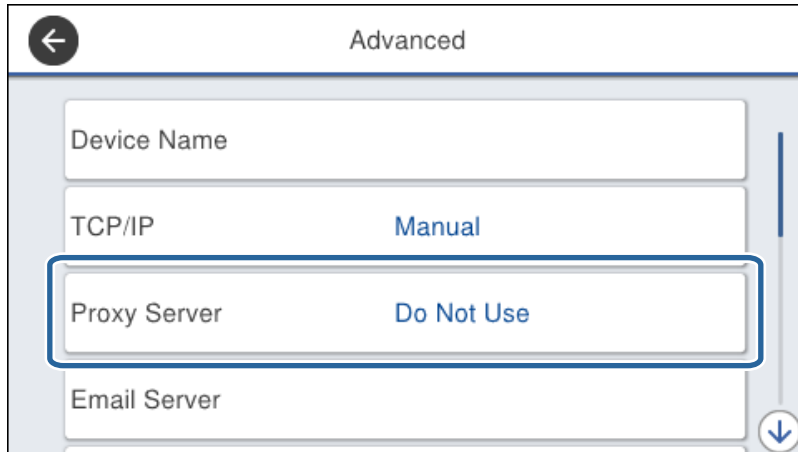 Advanced
Device Name
TCP/IP Manual
Proxy Server Do Not Use
Email Server